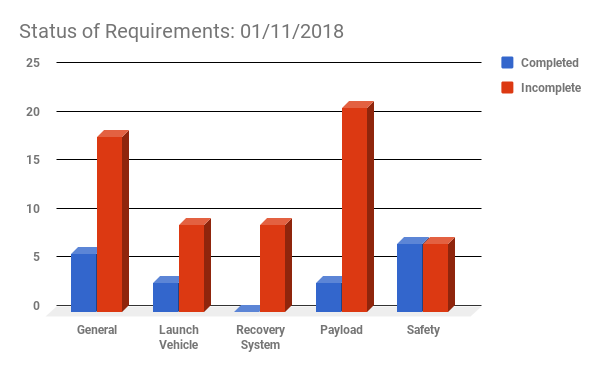 Status of Requirements: 01/11/2018
25
20
15
10
5
0
Completed
Incomplete
General
Launch
Vehicle
Recovery
System
Payload
Safety